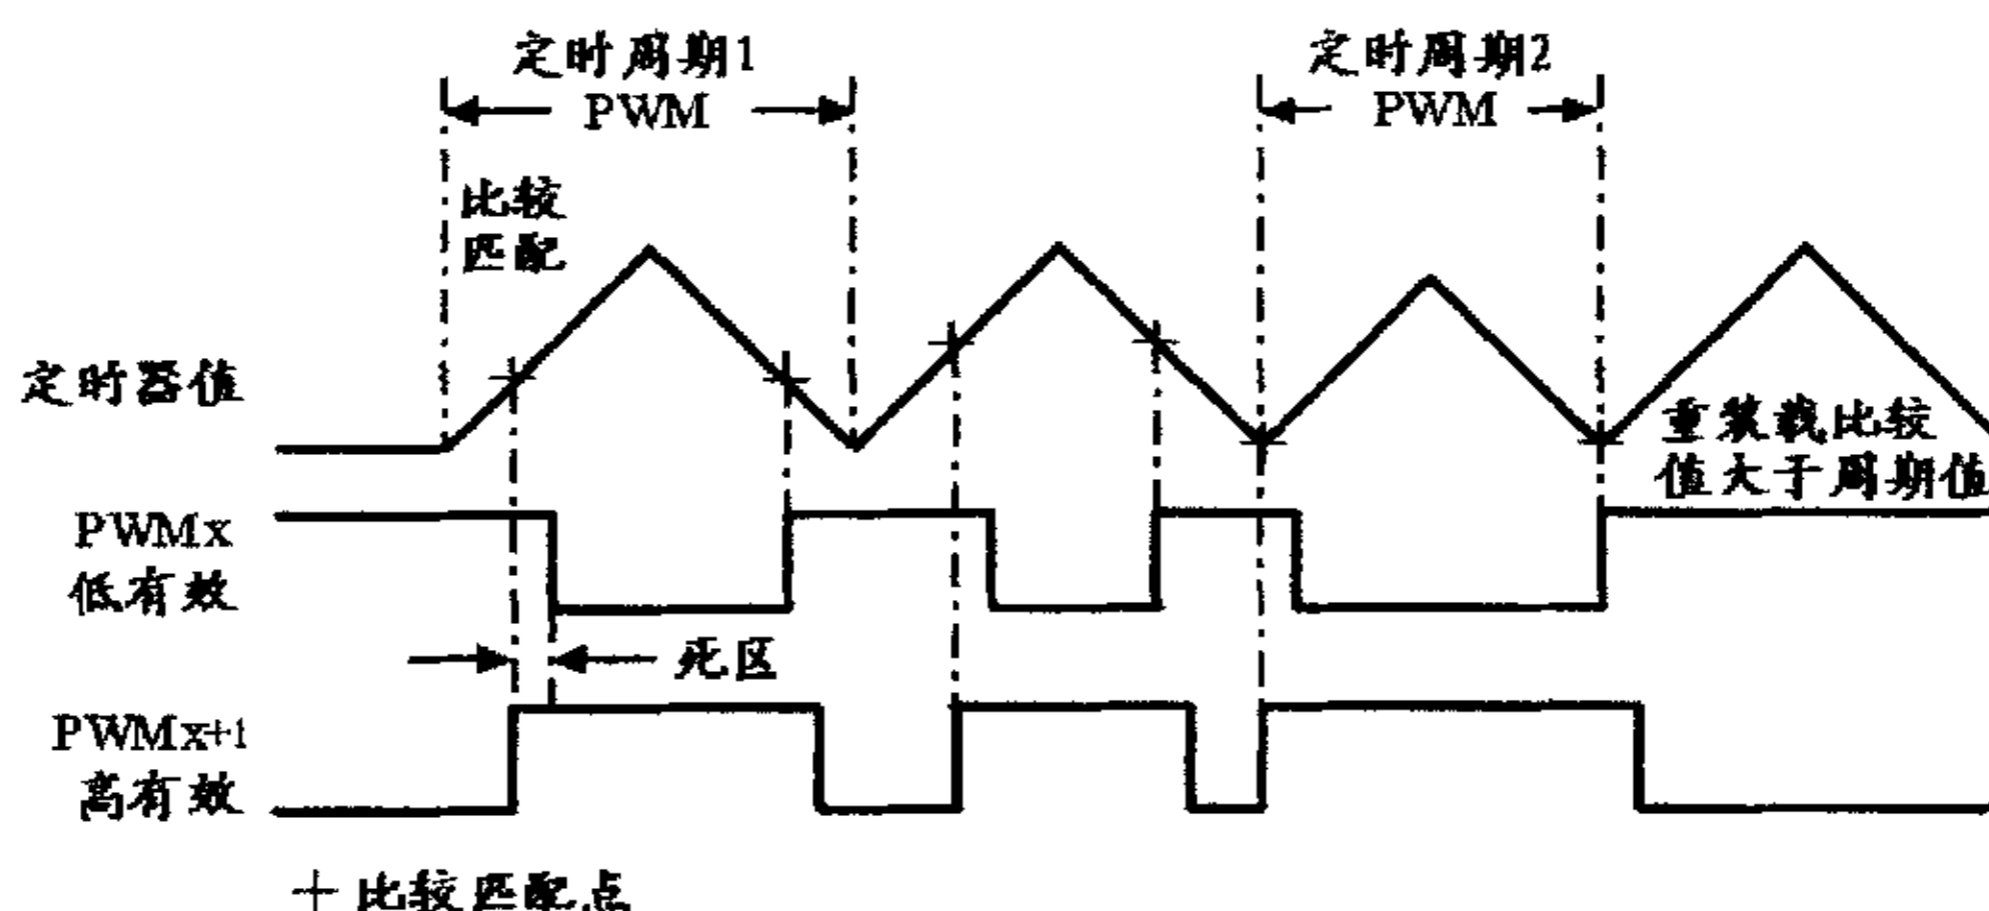 定时周期1
PWM
定时周期2
PWM
比较
匹配
定时器值
重装载比较
值大于周期值
PWMx
低有效
死区
PWMx+1
高有效
+ 比较匹配点